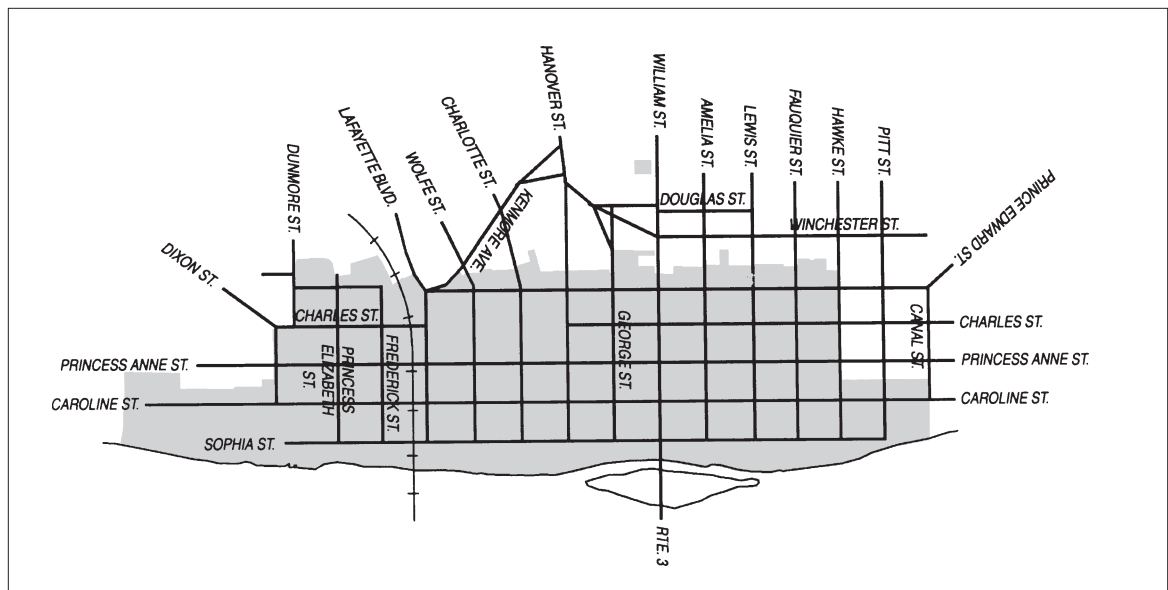 HANOVER ST.
WILLIAM ST.
LAFAYETTE BLVD.
WOLFE ST.
CHARLOTTE ST.
AMELIA ST.
LEWIS ST.
FAUQUIER ST.
HAWKE ST.
PITT ST.
DUNMORE ST.
KENMORE AVE.
DOUGLAS ST.
WINCHESTER ST.
PRINCE EDWARD ST.
DIXON ST.
CHARLES ST.
GEORGE ST.
CANAL ST.
CHARLES ST.
PRINCESS ANNE ST.
PRINCESS
ELIZABETH
ST.
FREDERICK ST.
PRINCESS ANNE ST.
CAROLINE ST.
CAROLINE ST.
SOPHIA ST.
RTE. 3